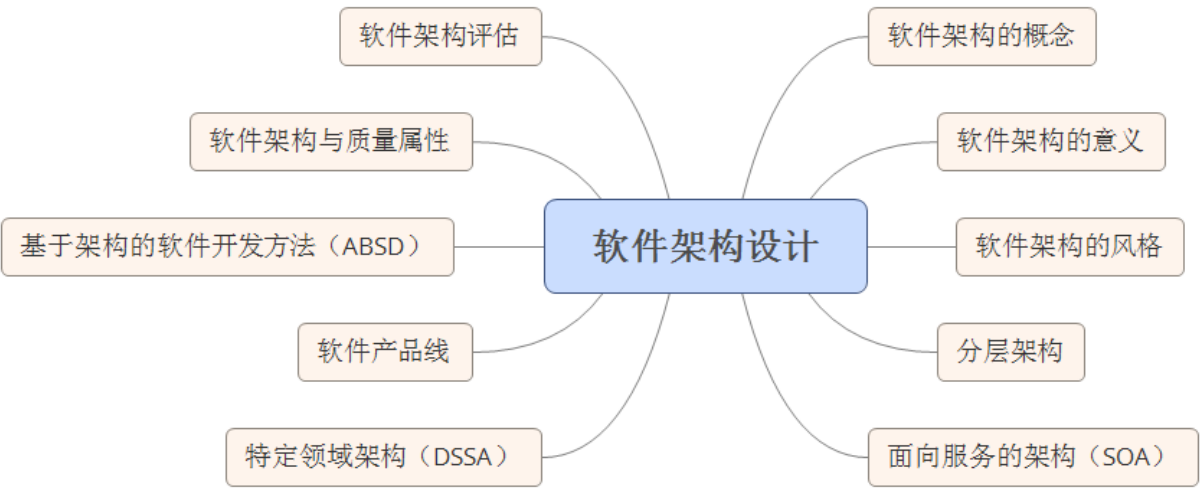 软件架构评估
软件架构的概念
软件架构与质量属性
软件架构的意义
基于架构的软件开发方法（ABSD）
软件架构设计
软件架构的风格
软件产品线
分层架构
特定领域架构（DSSA）
面向服务的架构（SOA）